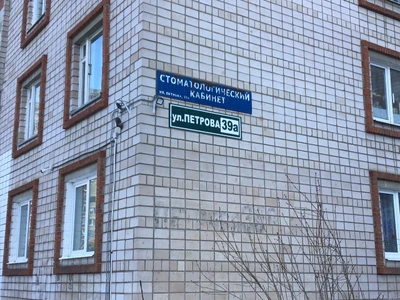 СТОМАТОЛОГИЧЕСКИЙ
КАБИНЕТ
ул. ПЕТРОВА 39а